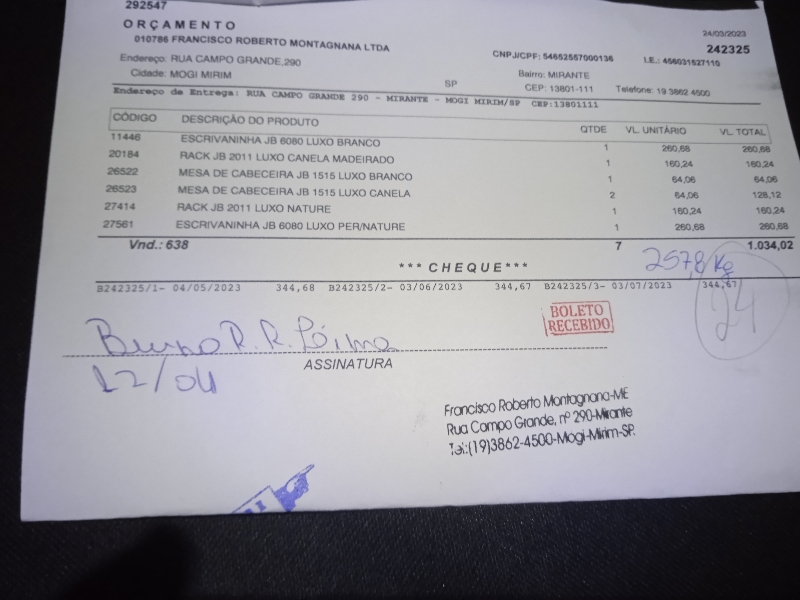 292547
ORÇAMENTO
24/03/2023
010786 FRANCISCO ROBERTO MONTAGNANA LTDA
242325
CNPJ/CPF: 54652557000136 I.E.: 456031527110
Endereço: RUA CAMPO GRANDE,290
Bairro: MIRANTE
Cidade: MOGI MIRIM SP CEP: 13801-111 Telefone: 19 3862 4500
Endereço de Entrega: RUA CAMPO GRANDE 290 - MIRANTE - MOGI MIRIM/SP CEP:13801111
CÓDIGO DESCRIÇÃO DO PRODUTO QTDE VL. UNITÁRIO VL. TOTAL
11446 ESCRIVANINHA JB 6080 LUXO BRANCO 1 260,68 260,68
20184 RACK JB 2011 LUXO CANELA MADEIRADO 1 160,24 160,24
26522 MESA DE CABECEIRA JB 1515 LUXO BRANCO 1 64,06 64,06
26523 MESA DE CABECEIRA JB 1515 LUXO CANELA 2 64,06 128,12
27414 RACK JB 2011 LUXO NATURE 1 160,24 160,24
27561 ESCRIVANINHA JB 6080 LUXO PER/NATURE 1 260,68 260,68
Vnd.: 638 7 1.034,02
257,8 Kg
*** CHEQUE***
B242325/1- 04/05/2023 344,68 B242325/2- 03/06/2023 344,67 B242325/3- 03/07/2023 344,67
24
BOLETO
RECEBIDO
Bruno R. R.
ASSINATURA
12/04
Francisco Roberto Montagnana-ME
Rua Campo Grande, nº 290-Mirante
Tel.:(19)3862-4500-Mogi-Mirim-SP.